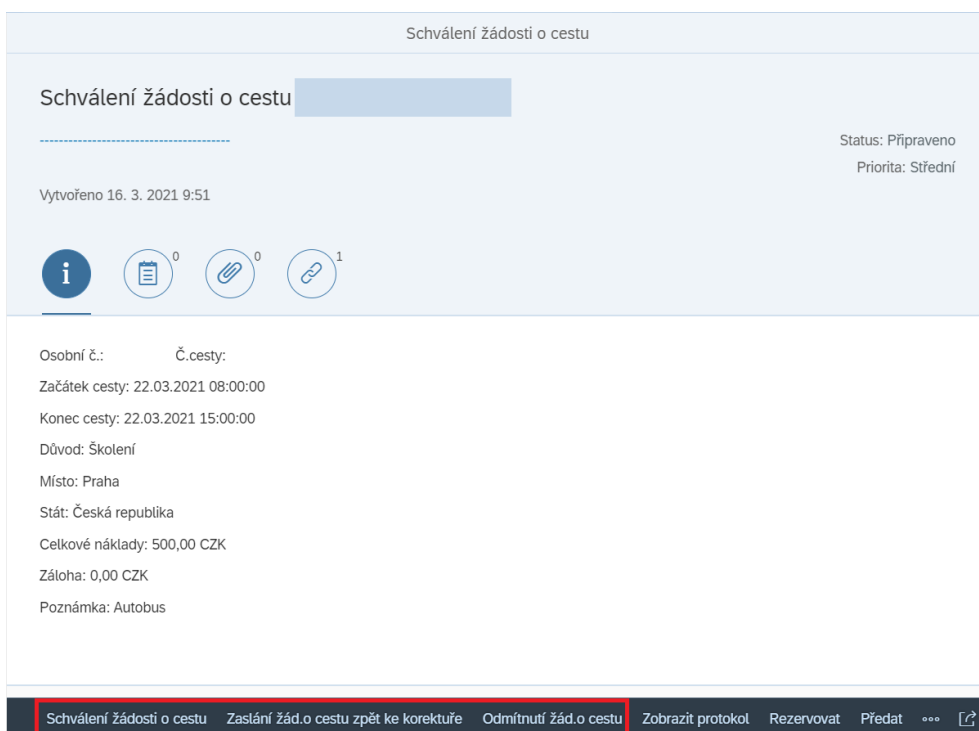 Schválení žádosti o cestu
Schválení žádosti o cestu
--------------------------------------
Status: Připraveno
Priorita: Střední
Vytvořeno 16. 3. 2021 9:51
i 0 0 1
Osobní č.: Č.cesty:
Začátek cesty: 22.03.2021 08:00:00
Konec cesty: 22.03.2021 15:00:00
Důvod: Školení
Místo: Praha
Stát: Česká republika
Celkové náklady: 500,00 CZK
Záloha: 0,00 CZK
Poznámka: Autobus
Schválení žádosti o cestu Zaslání žád.o cestu zpět ke korektuře Odmítnutí žád.o cestu Zobrazit protokol Rezervovat Předat